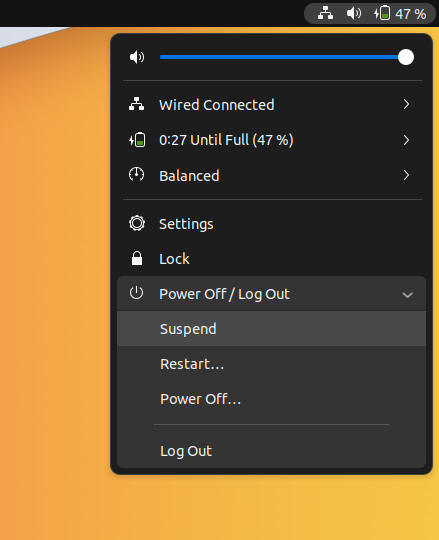 47 %
Wired Connected
0:27 Until Full (47 %)
Balanced
Settings
Lock
Power Off / Log Out
Suspend
Restart…
Power Off…
Log Out